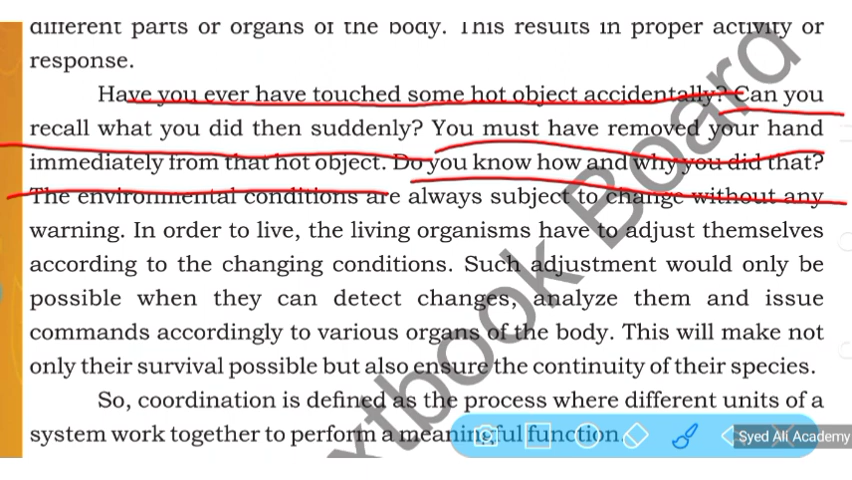 different parts or organs of the body. This results in proper activity or
response.
Have you ever have touched some hot object accidentally? Can you
recall what you did then suddenly? You must have removed your hand
immediately from that hot object. Do you know how and why you did that?
The environmental conditions are always subject to change without any
warning. In order to live, the living organisms have to adjust themselves
according to the changing conditions. Such adjustment would only be
possible when they can detect changes, analyze them and issue
commands accordingly to various organs of the body. This will make not
only their survival possible but also ensure the continuity of their species.
So, coordination is defined as the process where different units of a
system work together to perform a meaningful function
xtbook Board
Syed Ali Academy